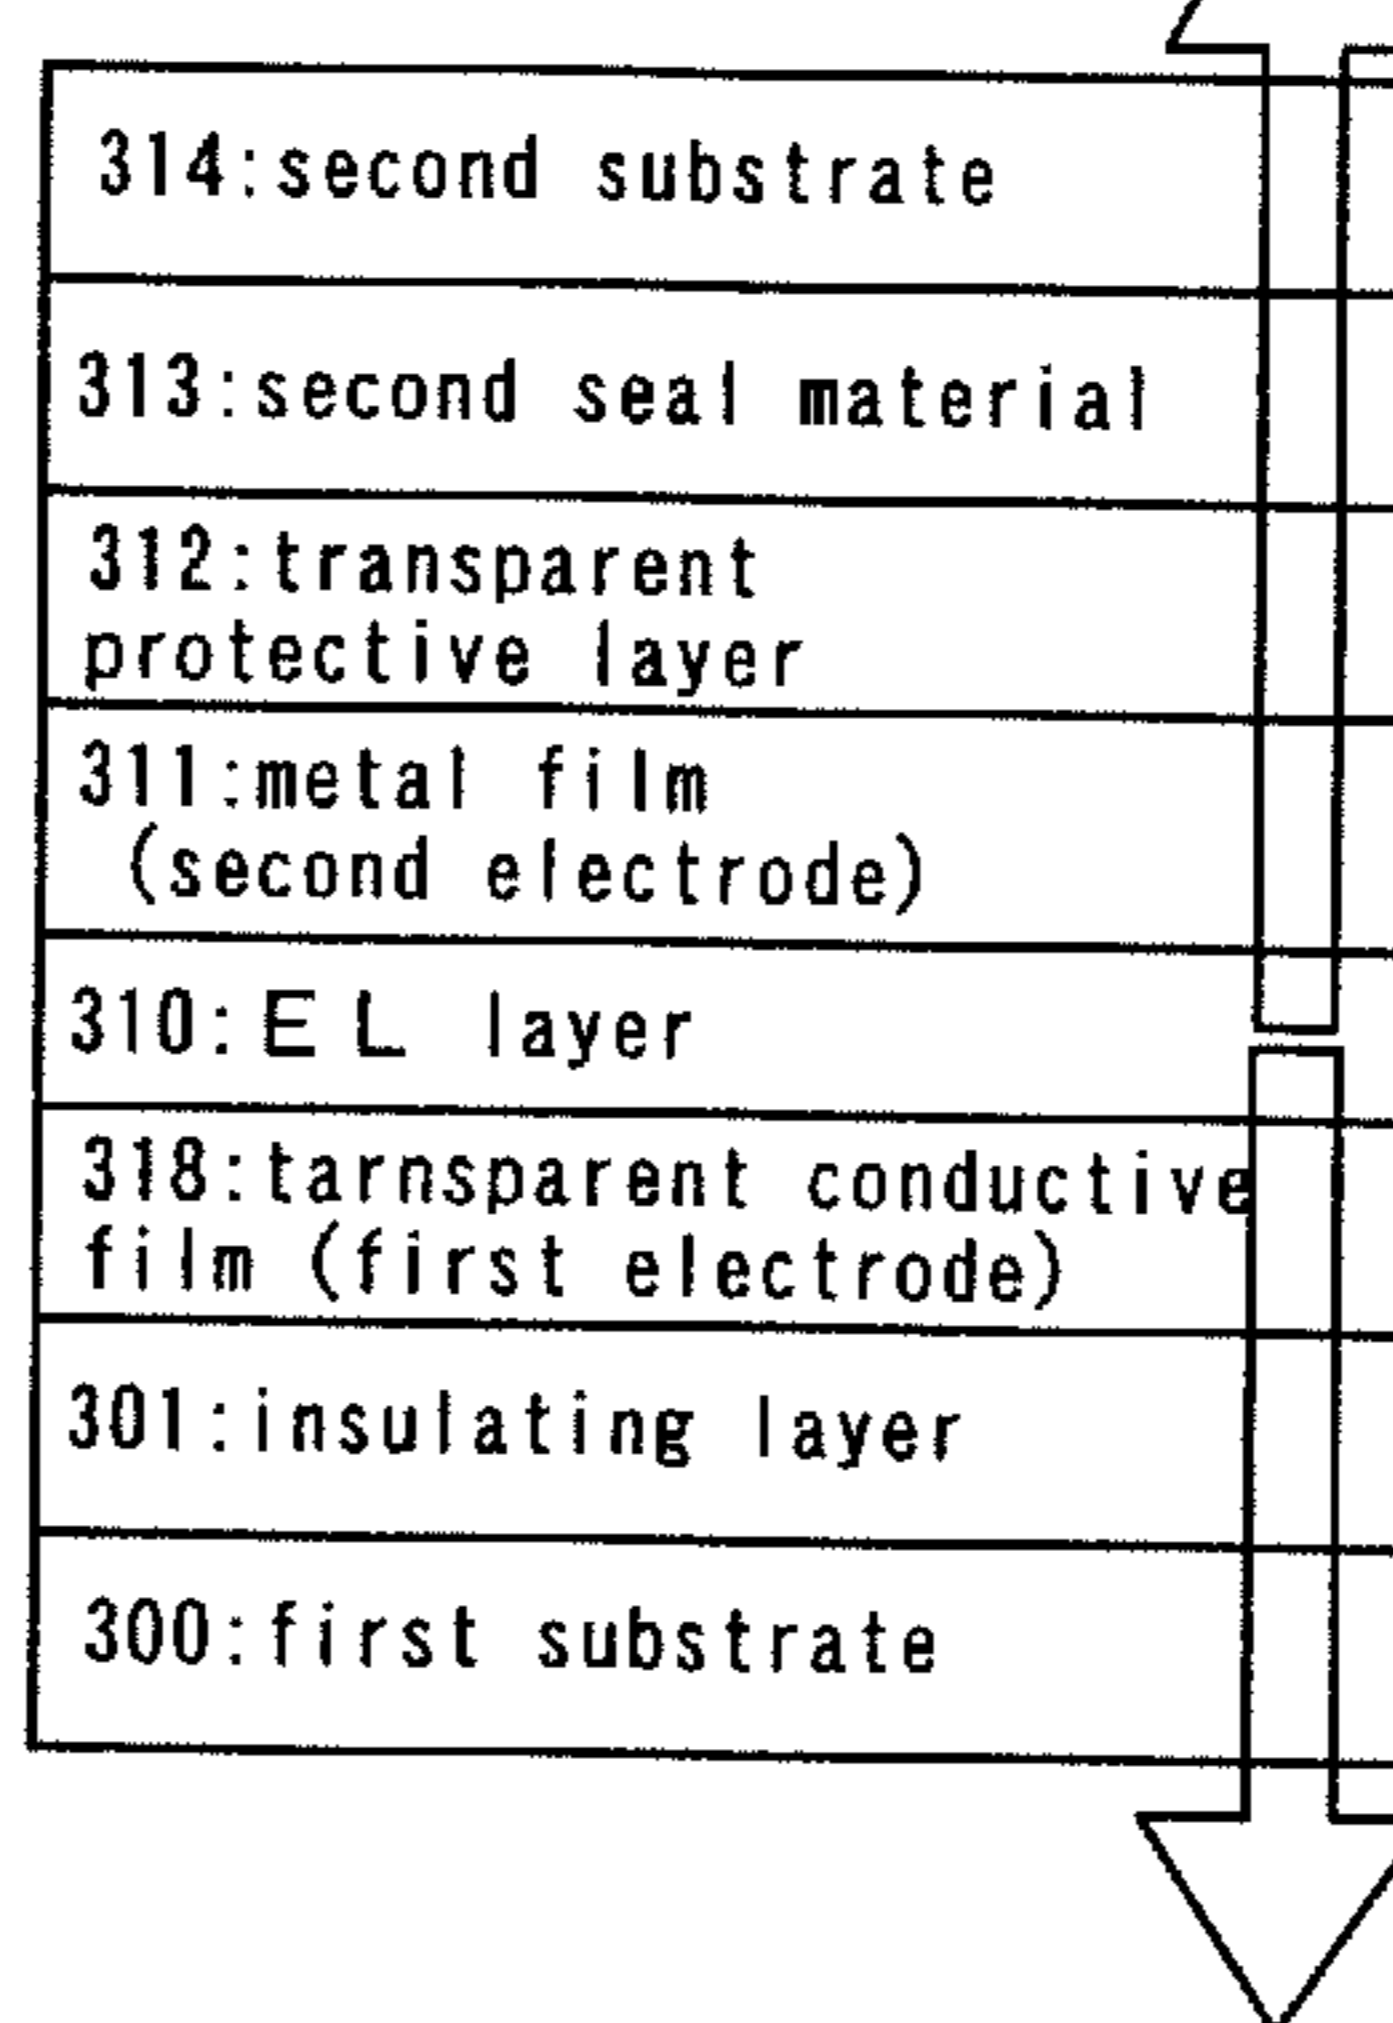 314:second substrate
313:second seal material
312:transparent
protective layer
311:metal film
(second electrode)
310:EL layer
318:tarnsparent conductive
film (first electrode)
301:insulating layer
300:first substrate